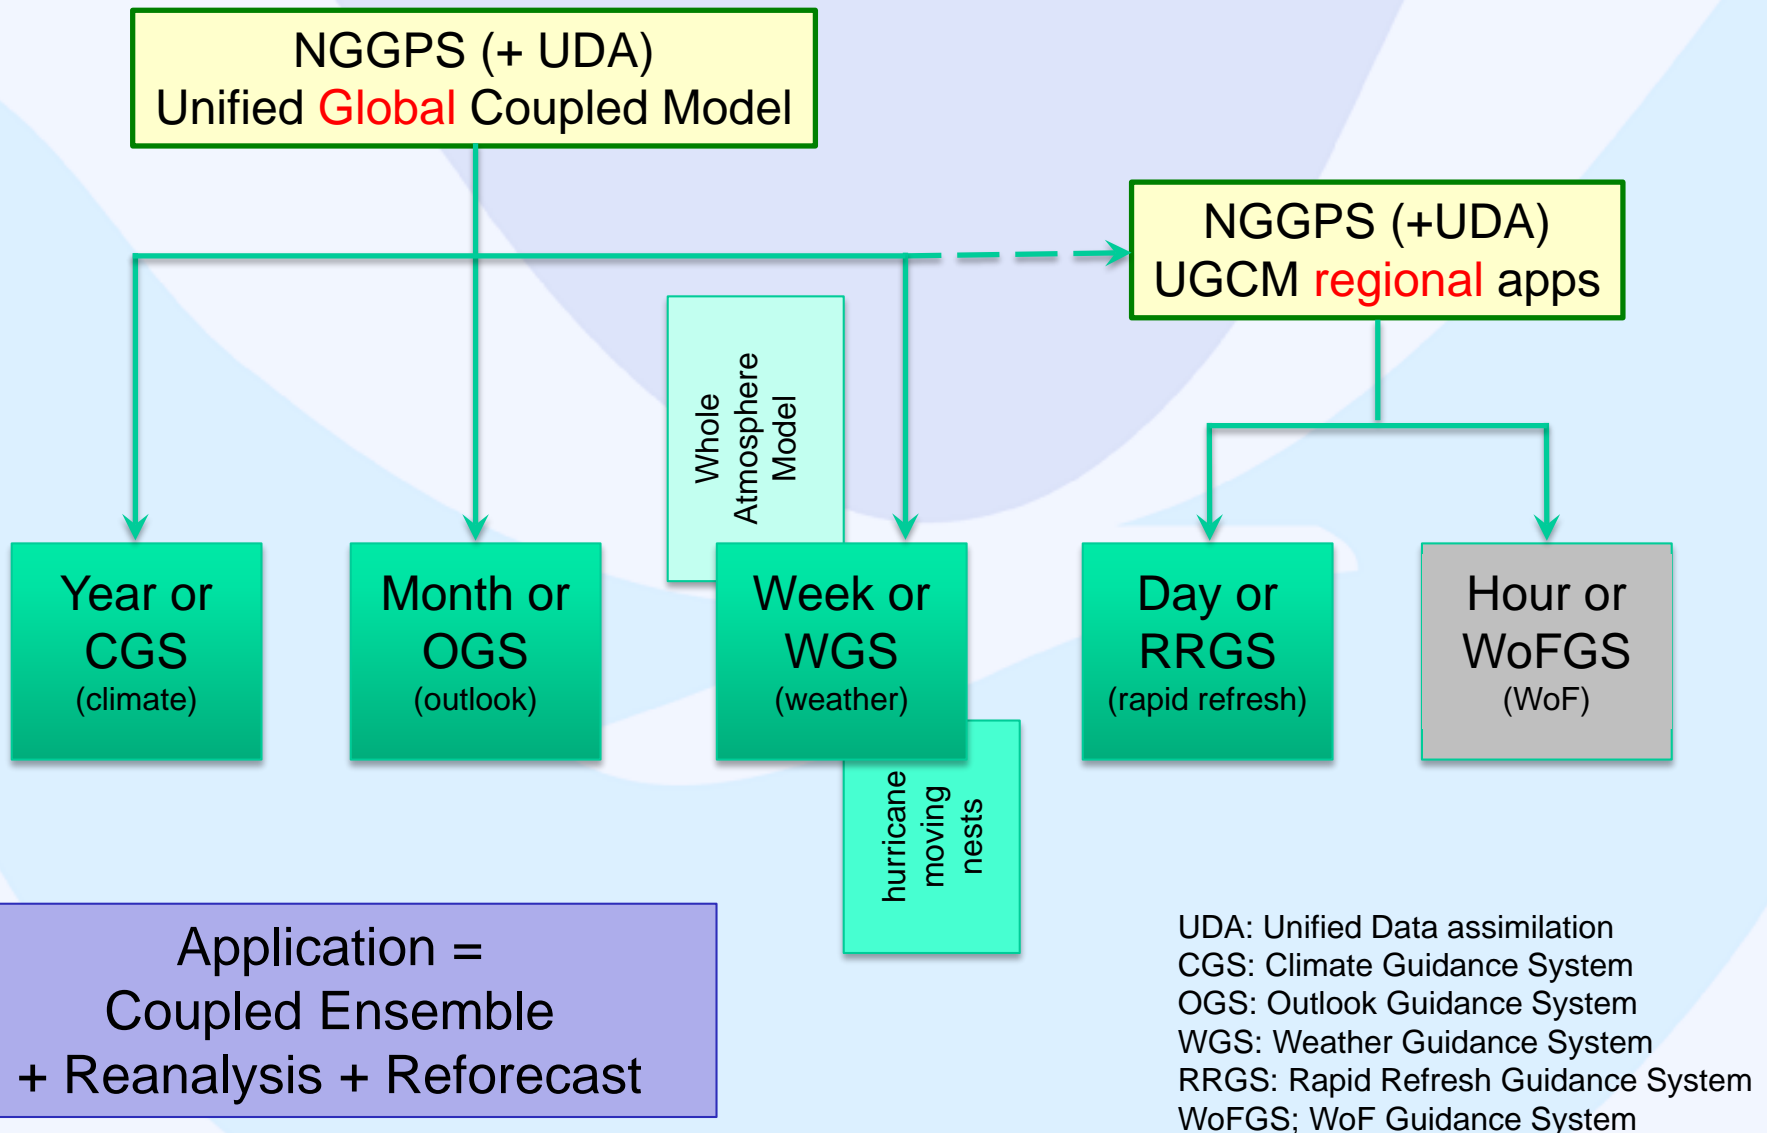 NGGPS (+ UDA)
Unified Global Coupled Model
NGGPS (+UDA)
UGCM regional apps
Whole
Atmosphere
Model
Year or
CGS
(climate)
Month or
OGS
(outlook)
Week or
WGS
(weather)
Day or
RRGS
(rapid refresh)
Hour or
WoFGS
(WoF)
hurricane
moving
nests
Application =
Coupled Ensemble
+ Reanalysis + Reforecast
UDA: Unified Data assimilation
CGS: Climate Guidance System
OGS: Outlook Guidance System
WGS: Weather Guidance System
RRGS: Rapid Refresh Guidance System
WoFGS; WoF Guidance System